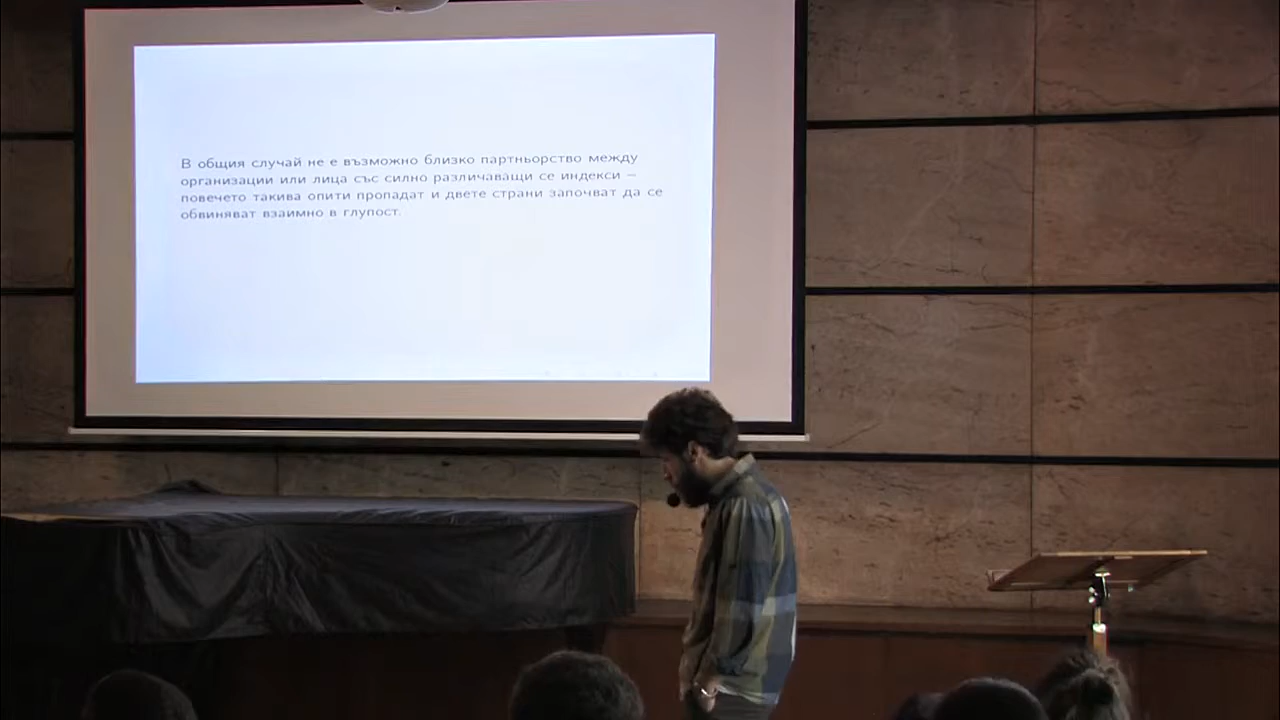 В общия случай не е възможно близко партньорство между
организации или лица със силно различаващи се индекси –
повечето такива опити пропадат и двете страни започват да се
обвиняват взаимно в глупост.